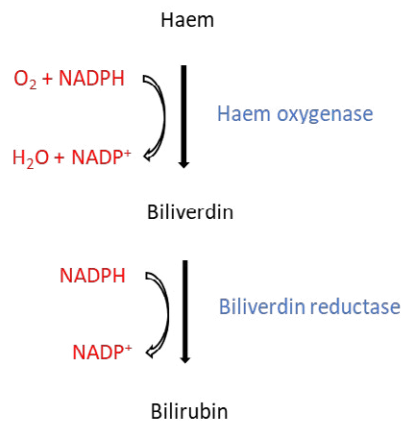 Haem
O₂ + NADPH
Haem oxygenase
H₂O + NADP⁺
Biliverdin
NADPH
Biliverdin reductase
NADP⁺
Bilirubin